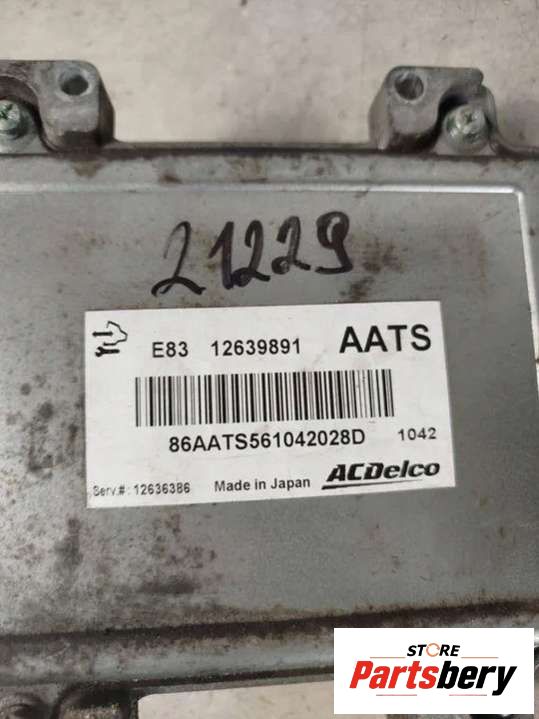 21229
E83 12639891 AATS
86AATS561042028D 1042
Serv.#: 12636386 Made in Japan ACDelco
STORE
Partsbery